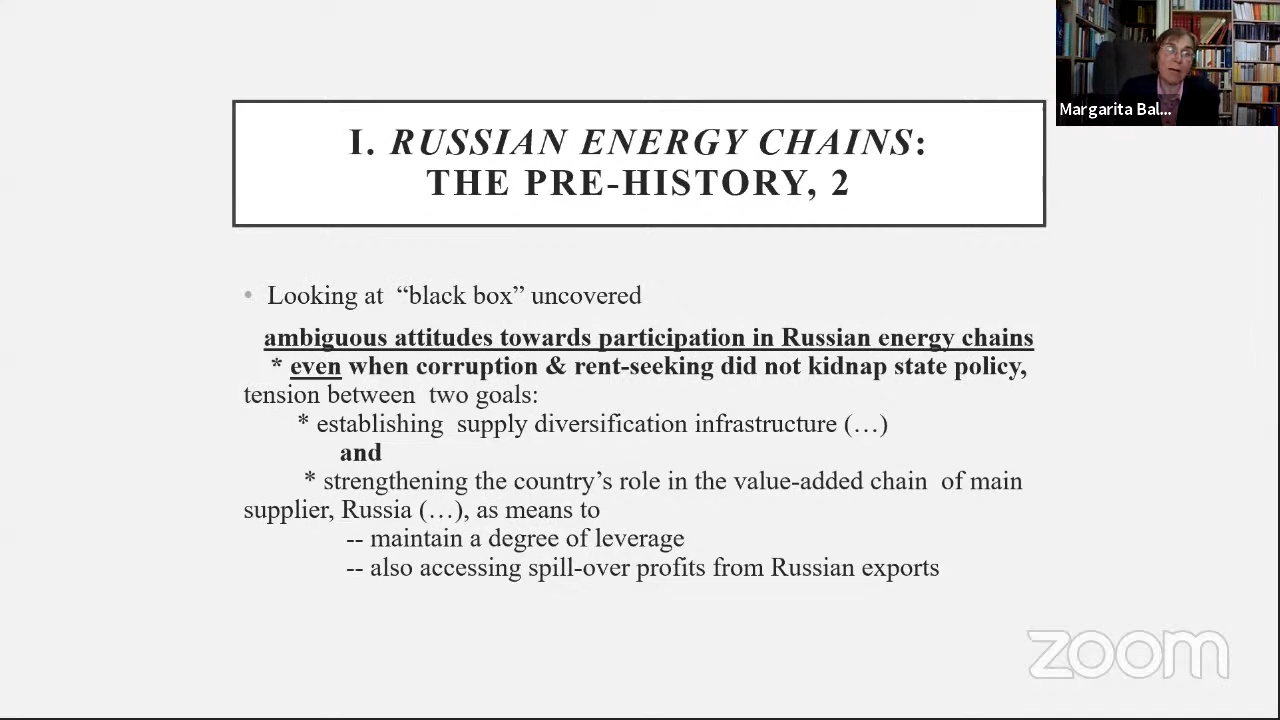 I. RUSSIAN ENERGY CHAINS:
THE PRE-HISTORY, 2
• Looking at “black box” uncovered
ambiguous attitudes towards participation in Russian energy chains
* even when corruption & rent-seeking did not kidnap state policy,
tension between two goals:
* establishing supply diversification infrastructure (…)
and
* strengthening the country’s role in the value-added chain of main
supplier, Russia (…), as means to
-- maintain a degree of leverage
-- also accessing spill-over profits from Russian exports
Margarita Bal...
zoom